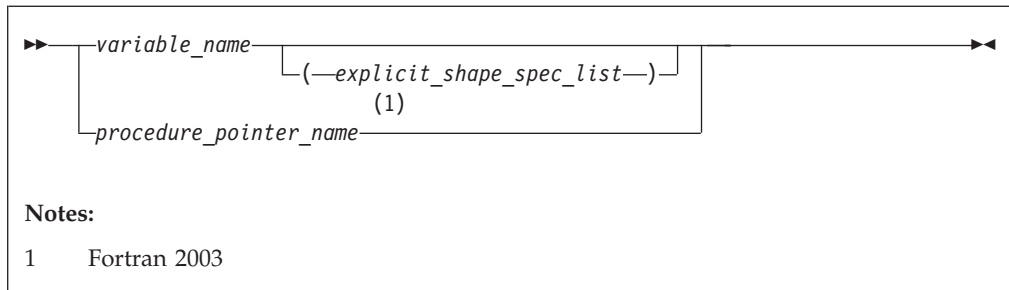 variable_name
( explicit_shape_spec_list )
(1)
procedure_pointer_name
Notes:
1 Fortran 2003